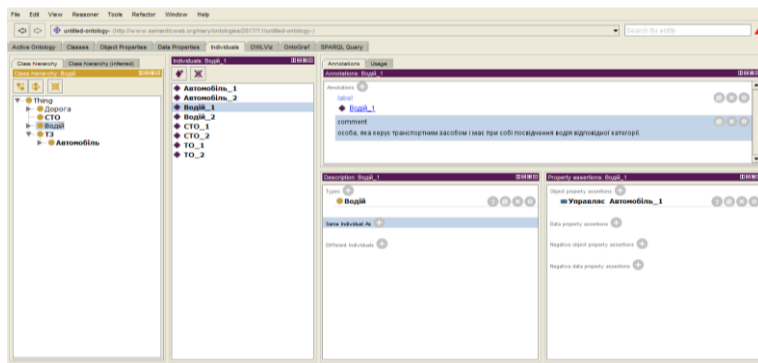 File Edit View Reasoner Tools Refactor Window Help
untitled-ontology- (http://www.semanticweb.org/mary/ontologies/2017/11/untitled-ontology-)
Search for entity
Active Ontology Classes Object Properties Data Properties Individuals OWLViz OntoGraf SPARQL Query
Class hierarchy Class hierarchy (inferred)
Class hierarchy: Водій
Thing
Дорога
СТО
Водій
ТЗ
Автомобіль
Individuals: Водій_1
Автомобіль_1
Автомобіль_2
Водій_1
Водій_2
СТО_1
СТО_2
ТО_1
ТО_2
Annotations Usage
Annotations: Водій_1
Annotations
label
Водій_1
comment
особа, яка керує транспортним засобом і має при собі посвідчення водія відповідної категорії.
Description: Водій_1
Types
Водій
Same Individual As
Different Individuals
Property assertions: Водій_1
Object property assertions
Управляє Автомобіль_1
Data property assertions
Negative object property assertions
Negative data property assertions